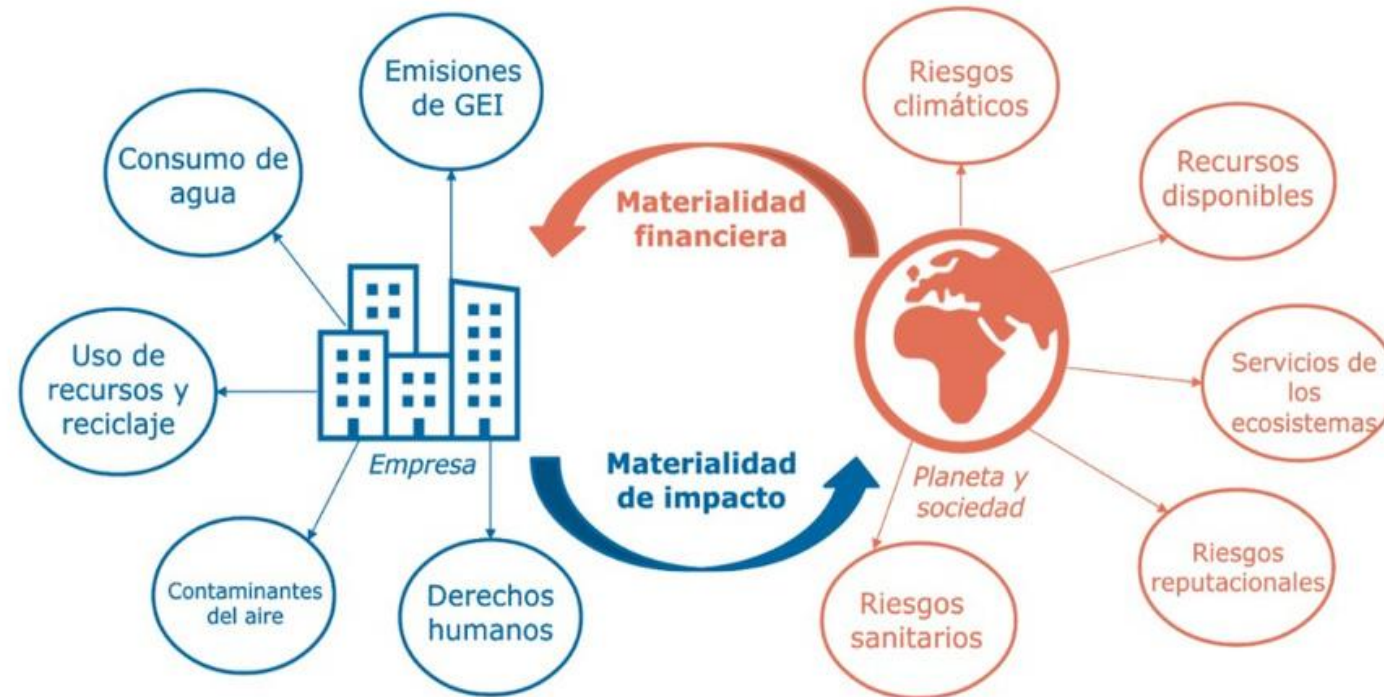 Emisiones
de GEI
Consumo de
agua
Uso de
recursos y
reciclaje
Contaminantes
del aire
Derechos
humanos
Empresa
Materialidad
financiera
Materialidad
de impacto
Planeta y
sociedad
Riesgos
climáticos
Recursos
disponibles
Servicios de
los
ecosistemas
Riesgos
reputacionales
Riesgos
sanitarios